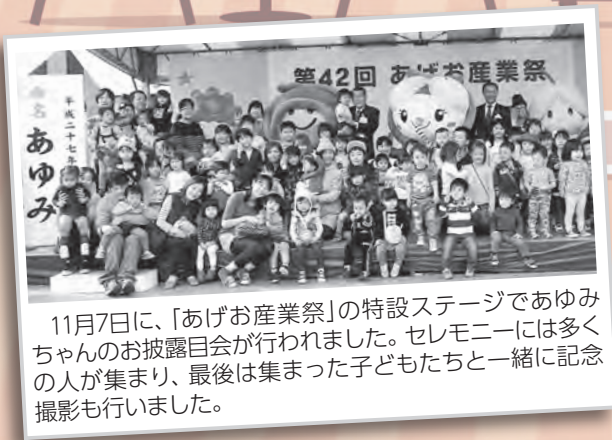 第42回 あげお産業祭
命名
平成二十七年
あゆみ
11月7日に、「あげお産業祭」の特設ステージであゆみ
ちゃんのお披露目会が行われました。セレモニーには多く
の人が集まり、最後は集まった子どもたちと一緒に記念
撮影も行いました。